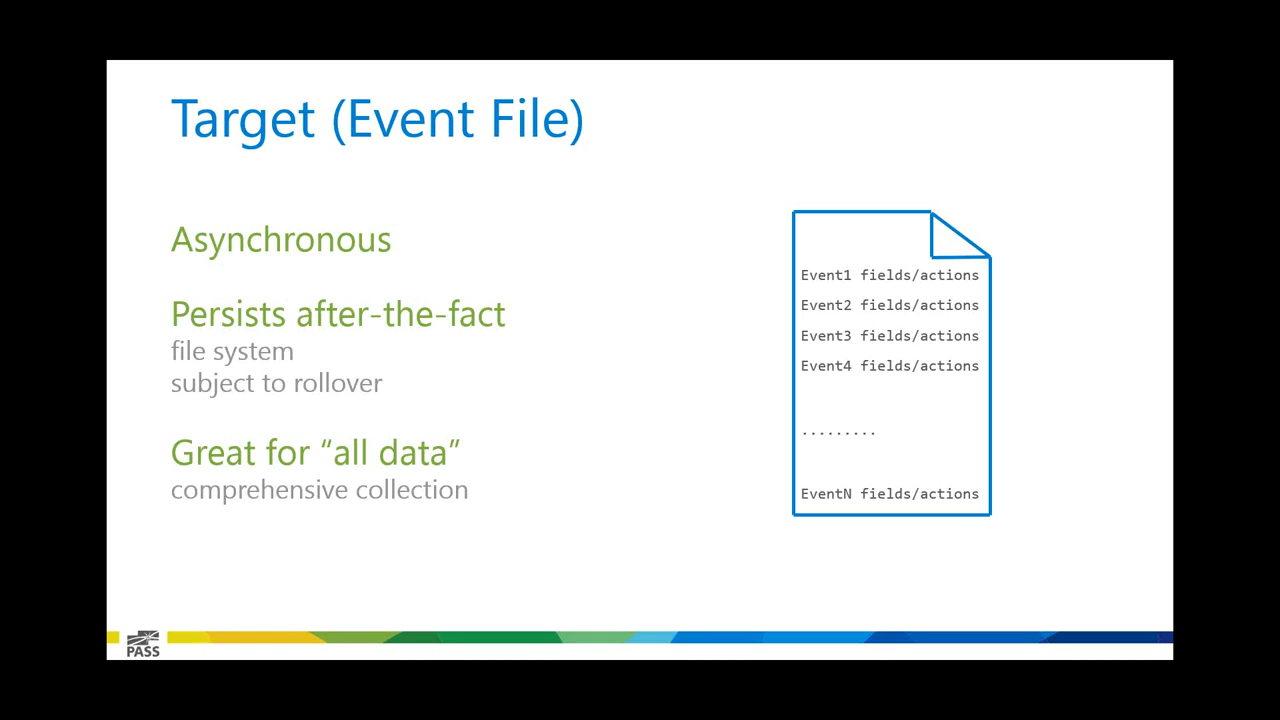 Target (Event File)
Asynchronous
Persists after-the-fact
file system
subject to rollover
Great for “all data”
comprehensive collection
Event1 fields/actions
Event2 fields/actions
Event3 fields/actions
Event4 fields/actions
.........
EventN fields/actions
PASS